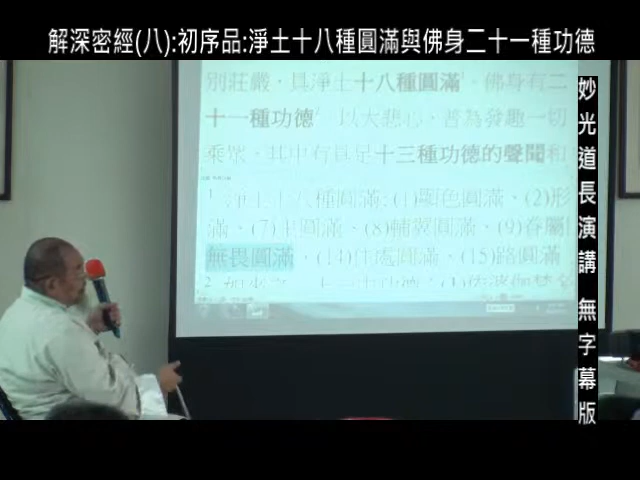 解深密經(八):初序品:淨土十八種圓滿與佛身二十一種功德
別莊嚴，具淨土十八種圓滿1，佛身有二
十一種功德2，以大悲心，普為發趣一切
乘眾，其中有具足十三種功德的聲聞和
1 淨土十八種圓滿：(1)顯色圓滿、(2)形
滿、(7)主圓滿、(8)輔翼圓滿、(9)眷屬
無畏圓滿、(14)住處圓滿、(15)路圓滿
2
妙光道長演講 無字幕版